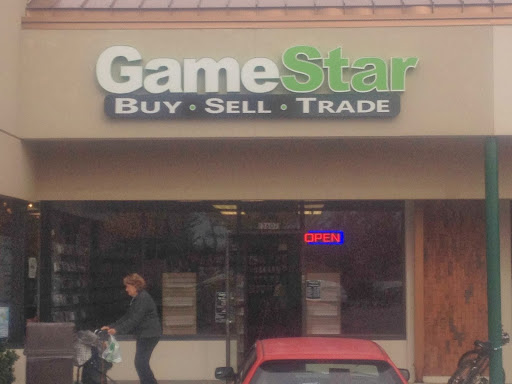 GameStar
BUY • SELL • TRADE
OPEN